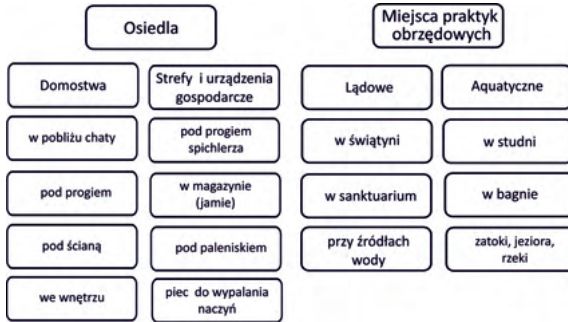 Osiedla
Miejsca praktyk
obrzędowych
Domostwa
Strefy i urządzenia
gospodarcze
Lądowe
Aquatyczne
w pobliżu chaty
pod progiem
spichlerza
w świątyni
w studni
pod progiem
w magazynie
(jamie)
w sanktuarium
w bagnie
pod ścianą
pod paleniskiem
przy źródłach
wody
zatoki, jeziora,
rzeki
we wnętrzu
piec do wypalania
naczyń